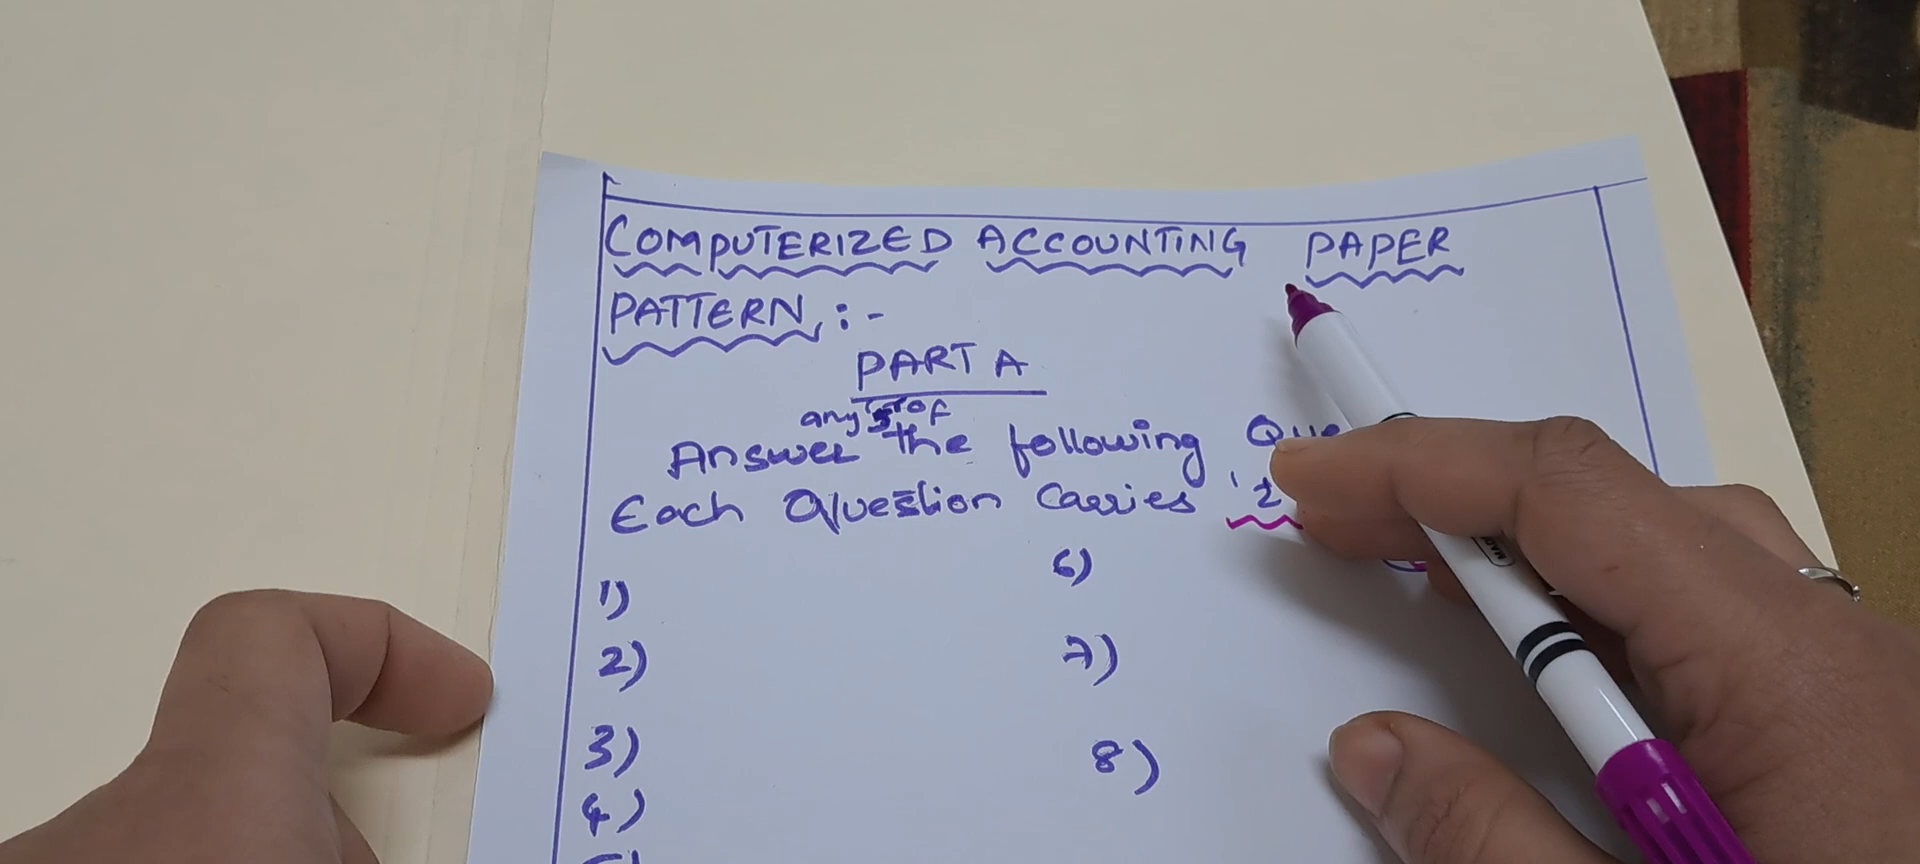 COMPUTERIZED ACCOUNTING PAPER
PATTERN :-
PART A
any 5 of
Answer the following
Each Question Carries '2
1)
2)
3)
4)
6)
7)
8)